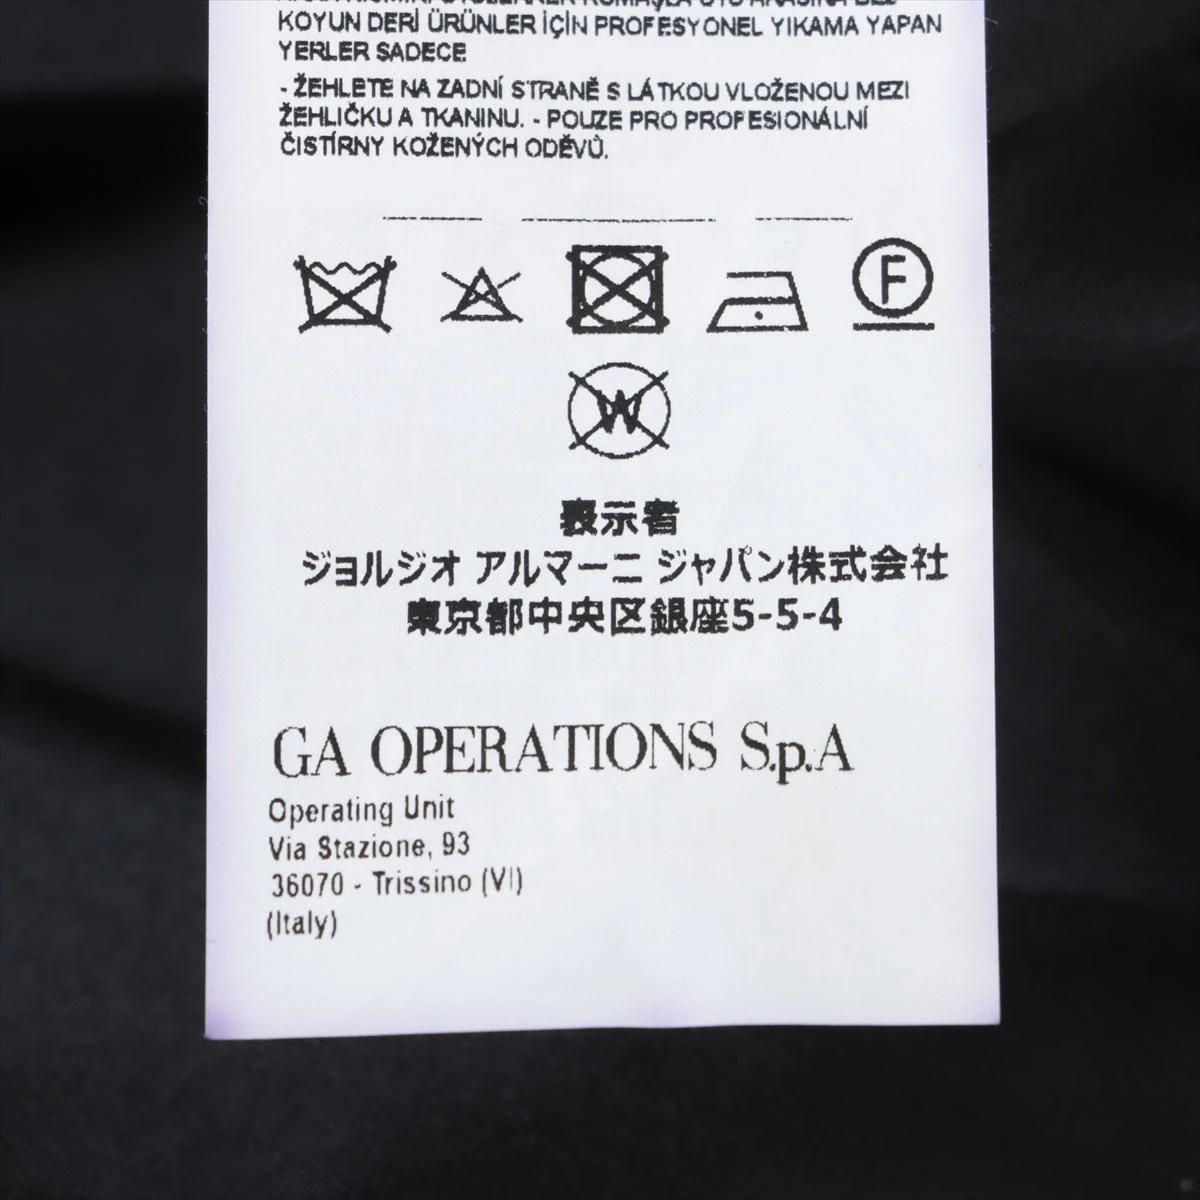 KOYUN DERİ ÜRÜNLER İÇİN PROFESYONEL YIKAMA YAPAN
YERLER SADECE
- ŽEHLETE NA ZADNÍ STRANĚ S LÁTKOU VLOŽENOU MEZI
ŽEHLIČKU A TKANINU. - POUZE PRO PROFESIONÁLNÍ
ČISTÍRNY KOŽENÝCH ODĚVŮ.
F
W
表示者
ジョルジオ アルマーニ ジャパン株式会社
東京都中央区銀座5-5-4
GA OPERATIONS S.p.A
Operating Unit
Via Stazione, 93
36070 - Trissino (VI)
(Italy)